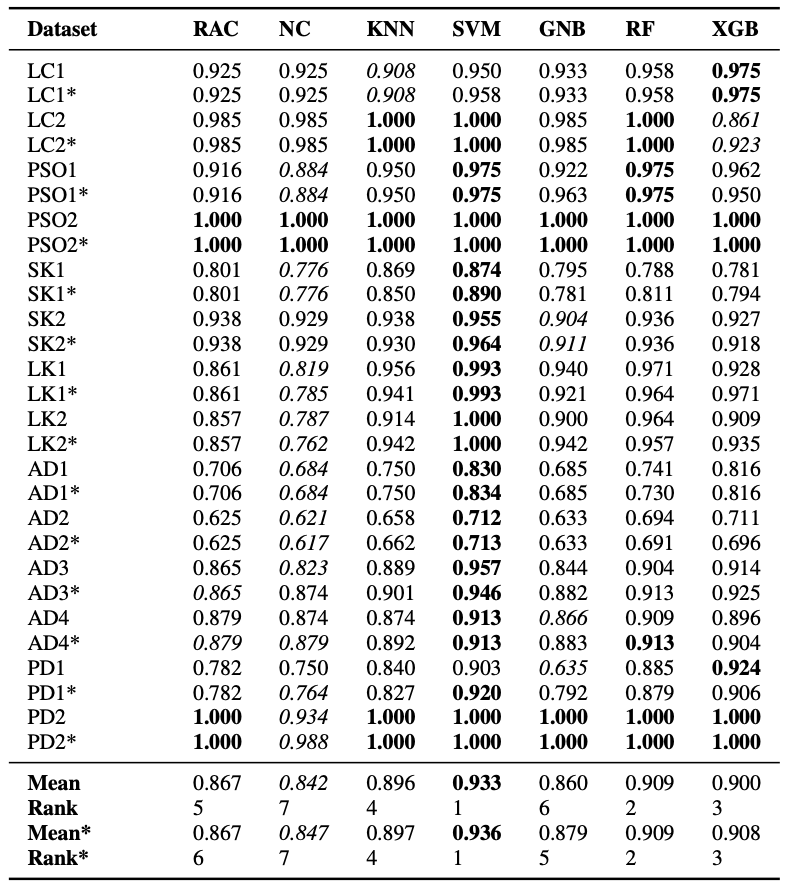 Dataset RAC NC KNN SVM GNB RF XGB
LC1 0.925 0.925 0.908 0.950 0.933 0.958 0.975
LC1* 0.925 0.925 0.908 0.958 0.933 0.958 0.975
LC2 0.985 0.985 1.000 1.000 0.985 1.000 0.861
LC2* 0.985 0.985 1.000 1.000 0.985 1.000 0.923
PSO1 0.916 0.884 0.950 0.975 0.922 0.975 0.962
PSO1* 0.916 0.884 0.950 0.975 0.963 0.975 0.950
PSO2 1.000 1.000 1.000 1.000 1.000 1.000 1.000
PSO2* 1.000 1.000 1.000 1.000 1.000 1.000 1.000
SK1 0.801 0.776 0.869 0.874 0.795 0.788 0.781
SK1* 0.801 0.776 0.850 0.890 0.781 0.811 0.794
SK2 0.938 0.929 0.938 0.955 0.904 0.936 0.927
SK2* 0.938 0.929 0.930 0.964 0.911 0.936 0.918
LK1 0.861 0.819 0.956 0.993 0.940 0.971 0.928
LK1* 0.861 0.785 0.941 0.993 0.921 0.964 0.971
LK2 0.857 0.787 0.914 1.000 0.900 0.964 0.909
LK2* 0.857 0.762 0.942 1.000 0.942 0.957 0.935
AD1 0.706 0.684 0.750 0.830 0.685 0.741 0.816
AD1* 0.706 0.684 0.750 0.834 0.685 0.730 0.816
AD2 0.625 0.621 0.658 0.712 0.633 0.694 0.711
AD2* 0.625 0.617 0.662 0.713 0.633 0.691 0.696
AD3 0.865 0.823 0.889 0.957 0.844 0.904 0.914
AD3* 0.865 0.874 0.901 0.946 0.882 0.913 0.925
AD4 0.879 0.874 0.874 0.913 0.866 0.909 0.896
AD4* 0.879 0.879 0.892 0.913 0.883 0.913 0.904
PD1 0.782 0.750 0.840 0.903 0.635 0.885 0.924
PD1* 0.782 0.764 0.827 0.920 0.792 0.879 0.906
PD2 1.000 0.934 1.000 1.000 1.000 1.000 1.000
PD2* 1.000 0.988 1.000 1.000 1.000 1.000 1.000
Mean 0.867 0.842 0.896 0.933 0.860 0.909 0.900
Rank 5 7 4 1 6 2 3
Mean* 0.867 0.847 0.897 0.936 0.879 0.909 0.908
Rank* 6 7 4 1 5 2 3